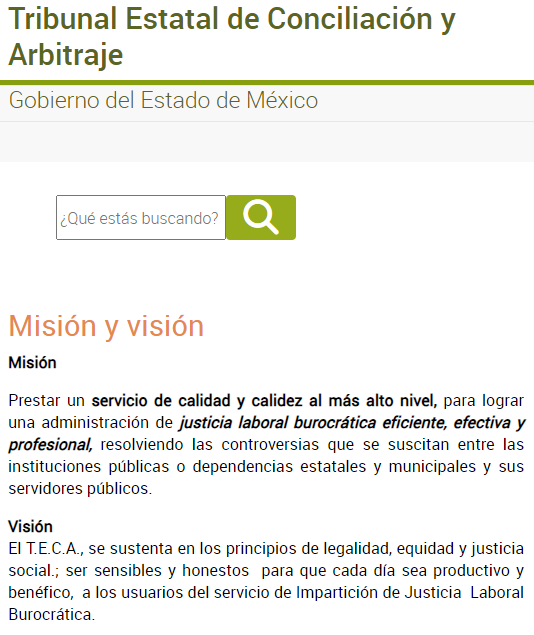 Tribunal Estatal de Conciliación y
Arbitraje
Gobierno del Estado de México
¿Qué estás buscando?
Misión y visión
Misión
Prestar un servicio de calidad y calidez al más alto nivel, para lograr
una administración de justicia laboral burocrática eficiente, efectiva y
profesional, resolviendo las controversias que se suscitan entre las
instituciones públicas o dependencias estatales y municipales y sus
servidores públicos.
Visión
El T.E.C.A., se sustenta en los principios de legalidad, equidad y justicia
social.; ser sensibles y honestos  para que cada día sea productivo y
benéfico,  a los usuarios del servicio de Impartición de Justicia  Laboral
Burocrática.